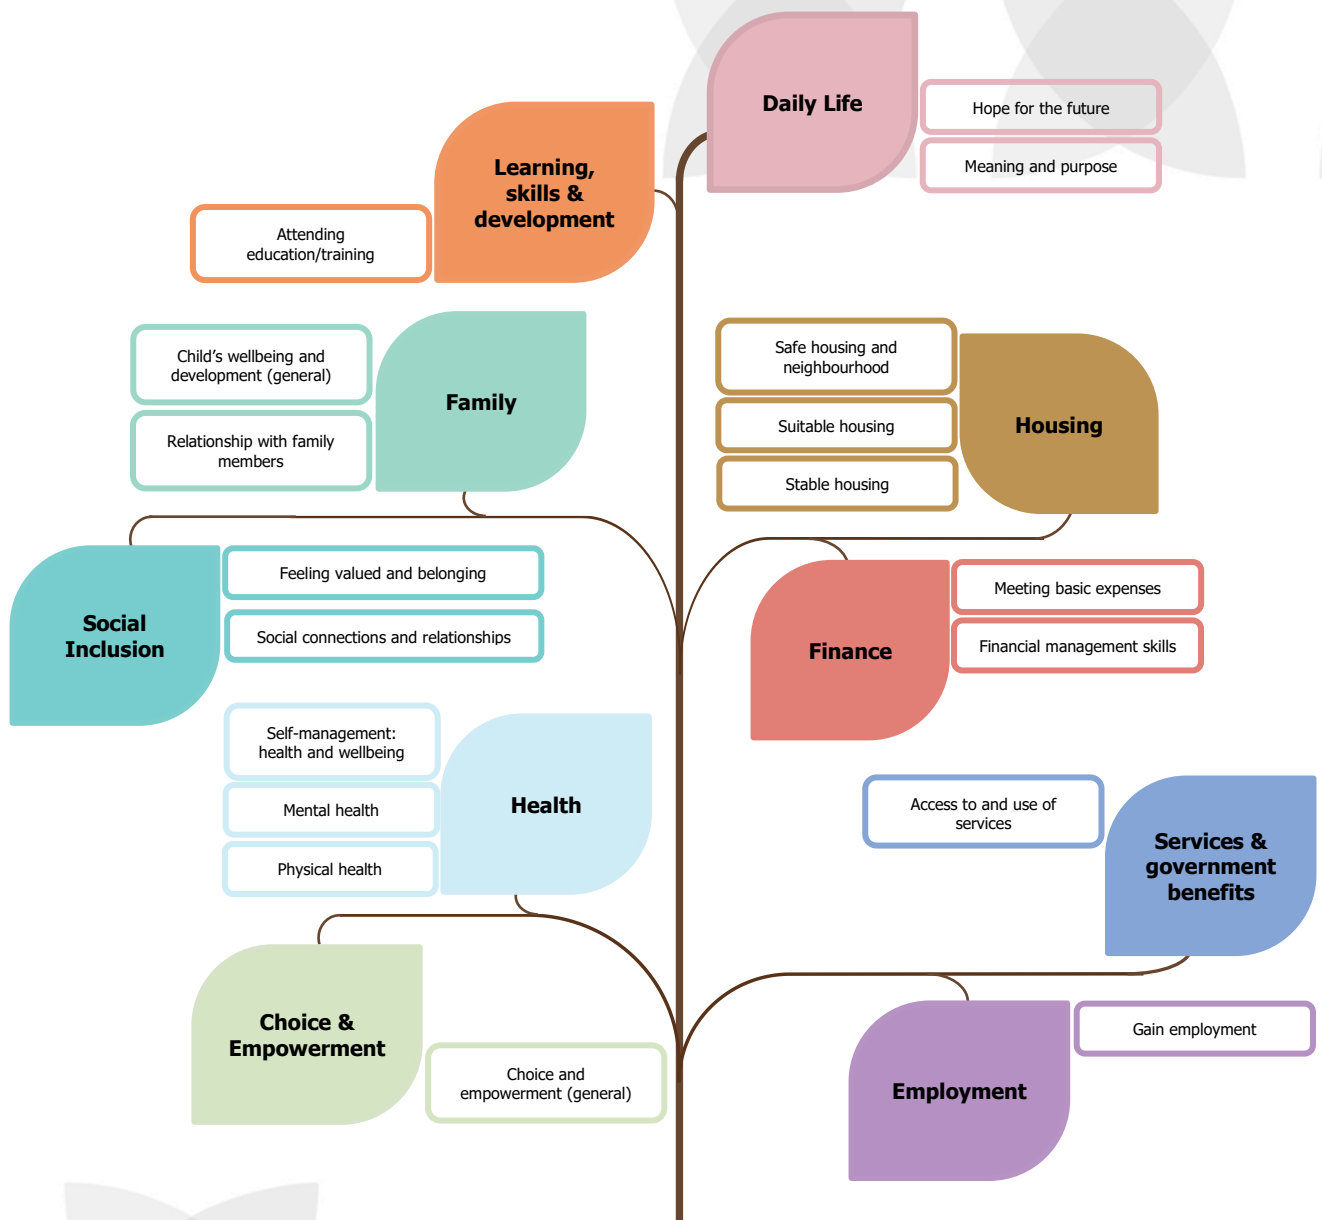 Daily Life
Hope for the future
Meaning and purpose
Learning,
skills &
development
Attending
education/training
Child’s wellbeing and
development (general)
Relationship with family
members
Family
Safe housing and
neighbourhood
Suitable housing
Stable housing
Housing
Social
Inclusion
Feeling valued and belonging
Social connections and relationships
Finance
Meeting basic expenses
Financial management skills
Self-management:
health and wellbeing
Mental health
Physical health
Health
Access to and use of
services
Services &
government
benefits
Choice &
Empowerment
Choice and
empowerment (general)
Employment
Gain employment